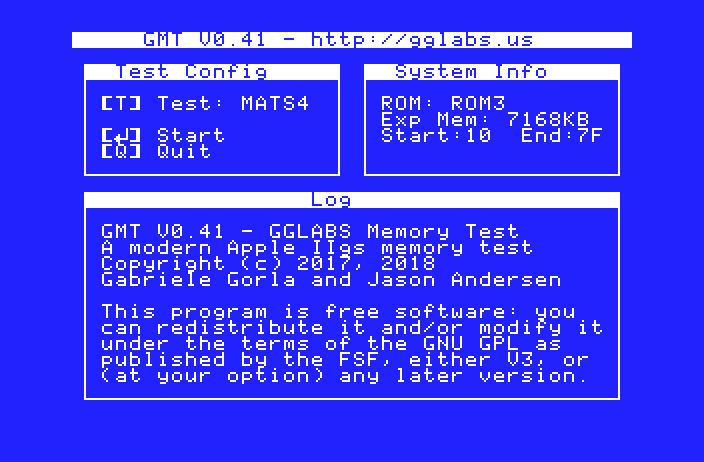 GMT V0.41 - http://gglabs.us
Test Config
[T] Test: MATS4
[↵] Start
[Q] Quit
System Info
ROM: ROM3
Exp Mem: 7168KB
Start:10 End:7F
Log
GMT V0.41 - GGLABS Memory Test
A modern Apple IIgs memory test
Copyright (c) 2017, 2018
Gabriele Gorla and Jason Andersen
This program is free software: you
can redistribute it and/or modify it
under the terms of the GNU GPL as
published by the FSF, either V3, or
(at your option) any later version.